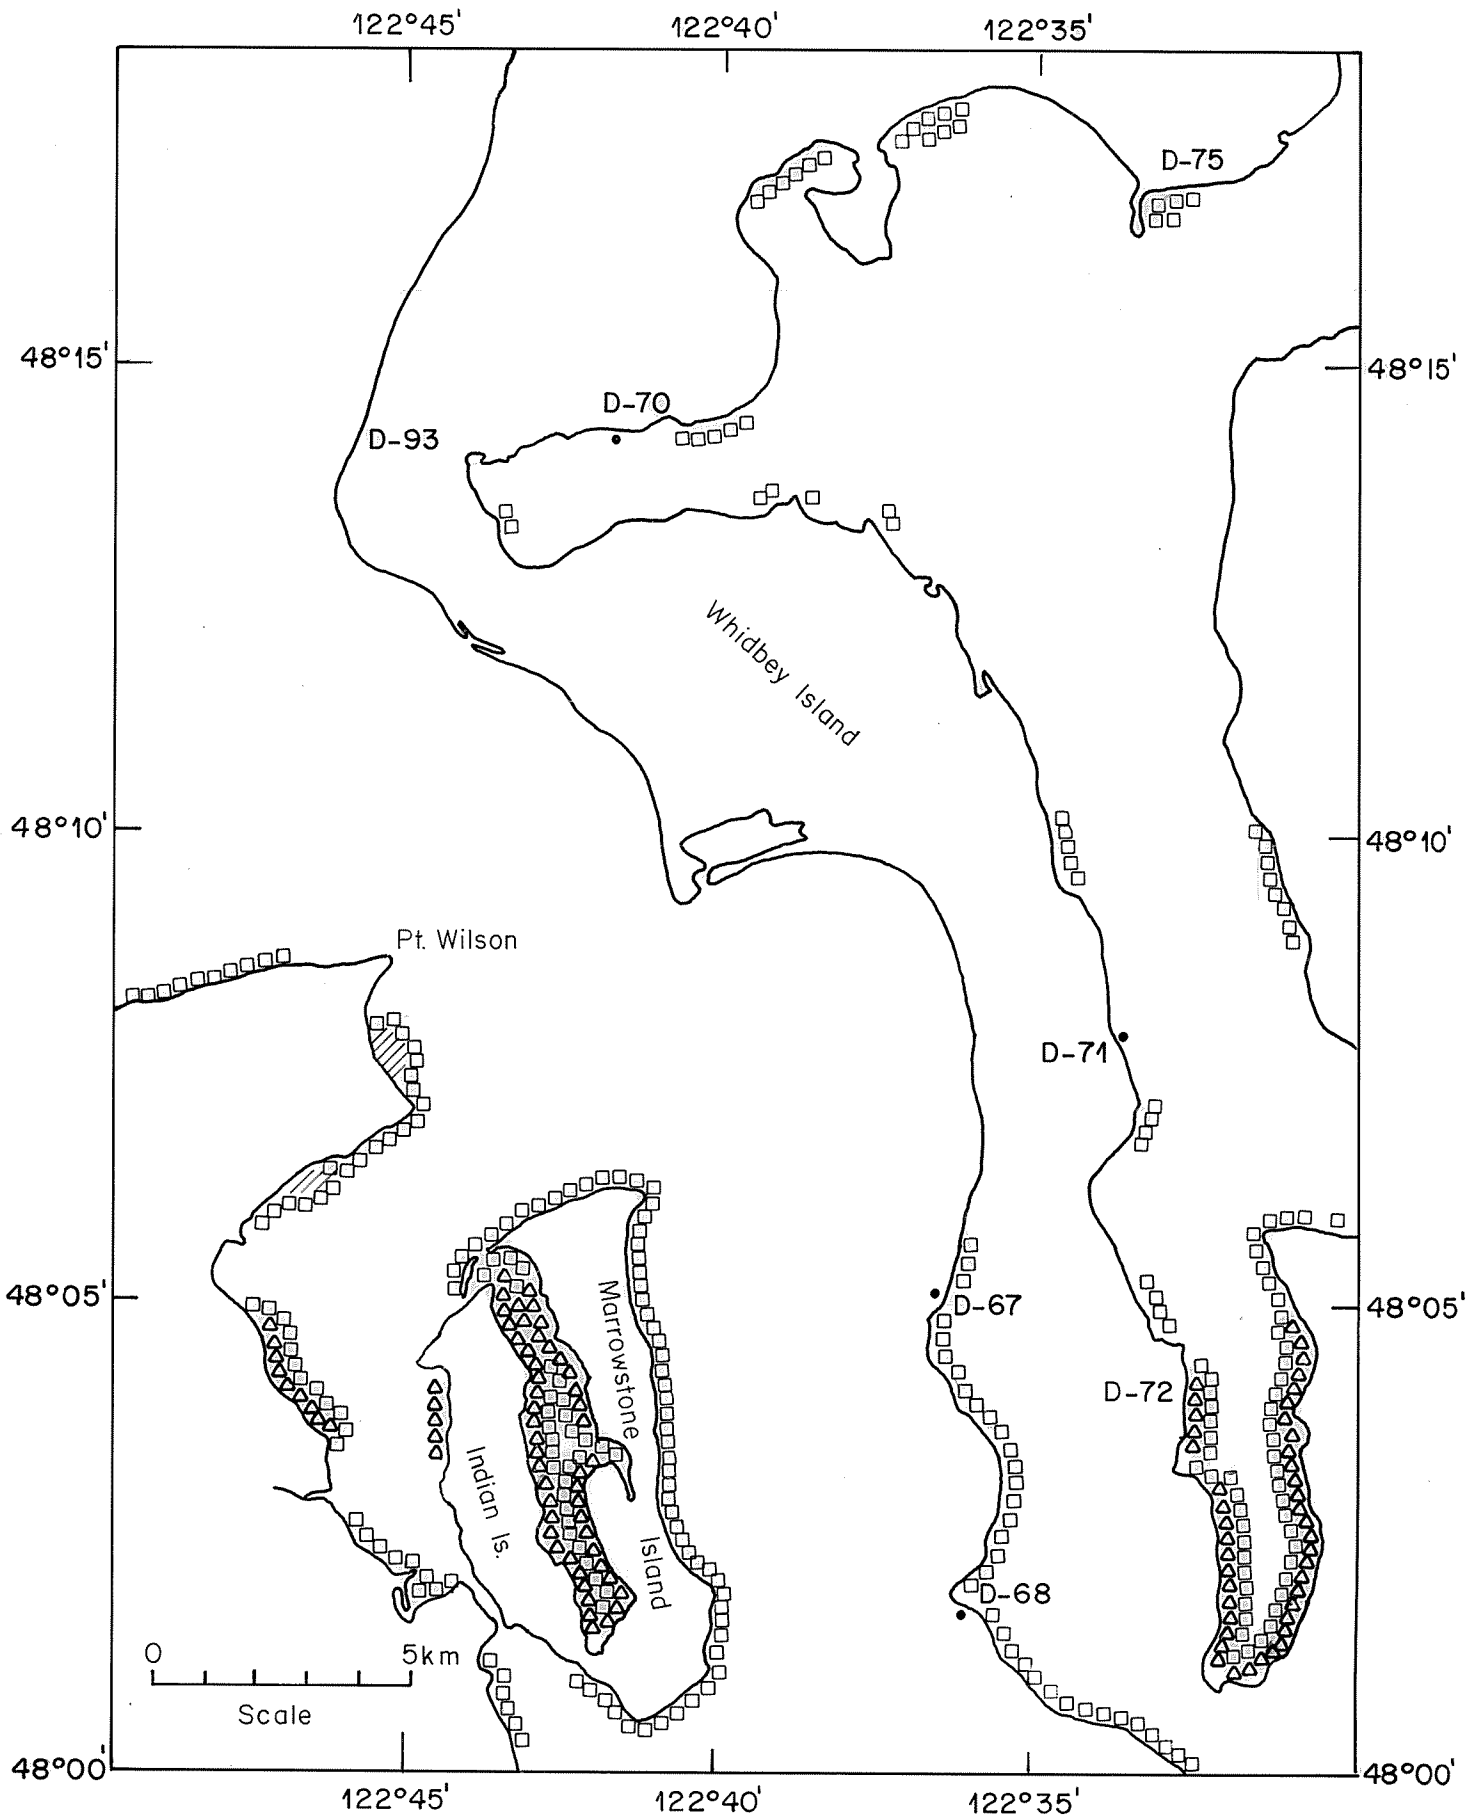 122°45' 122°40' 122°35'
D-75
48°15' 48°15'
D-70
D-93
Whidbey Island
48°10' 48°10'
Pt. Wilson
D-71
48°05' 48°05'
D-67
Marrowstone
Island
D-72
Indian Is.
D-68
0 5km
Scale
48°00' 48°00'
122°45' 122°40' 122°35'